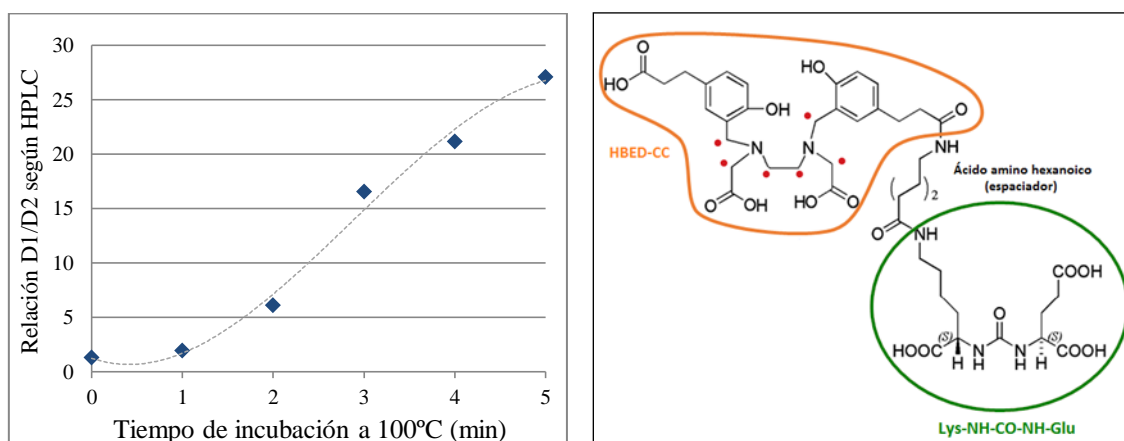 Relación D1/D2 según HPLC
30
25
20
15
10
5
0
0 1 2 3 4 5
Tiempo de incubación a 100ºC (min)
HO
O
OH
HO
O
HBED-CC
N
N
NH
O
OH
HO
O
Ácido amino hexanoico
(espaciador)
2
O
NH
COOH
O
HOOC
(S)
N
H
N
H
(S)
COOH
H
H
Lys-NH-CO-NH-Glu